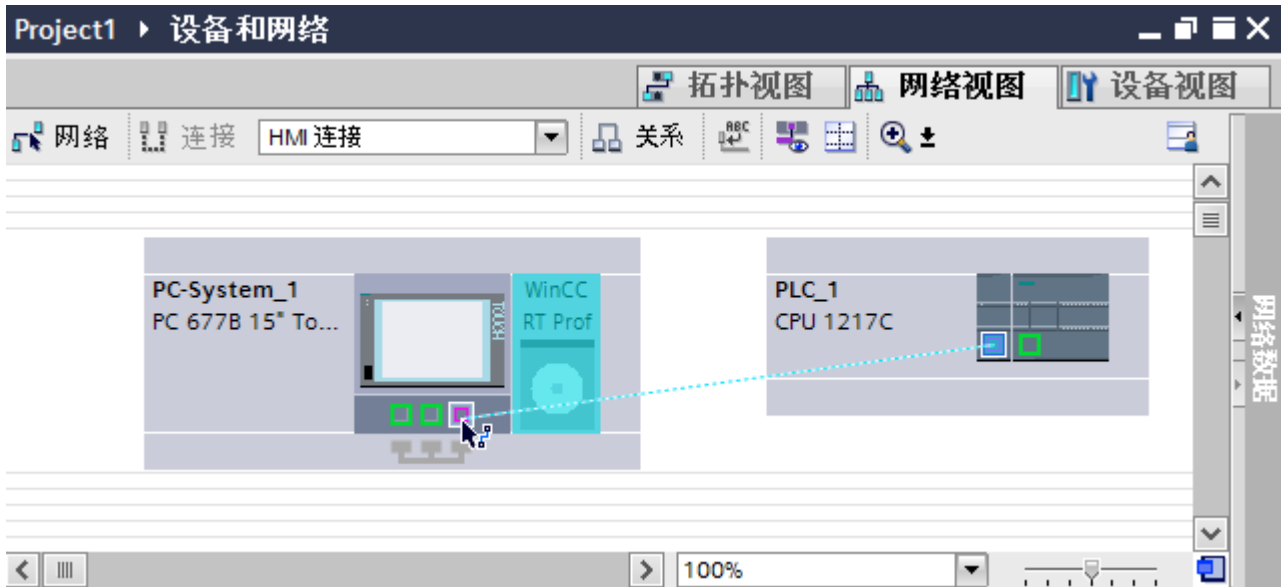 Project1 ▸ 设备和网络
拓扑视图 网络视图 设备视图
网络 连接 HMI 连接 关系
PC-System_1
PC 677B 15" To...
TOUCH
WinCC
RT Prof
PLC_1
CPU 1217C
网络数据
100%